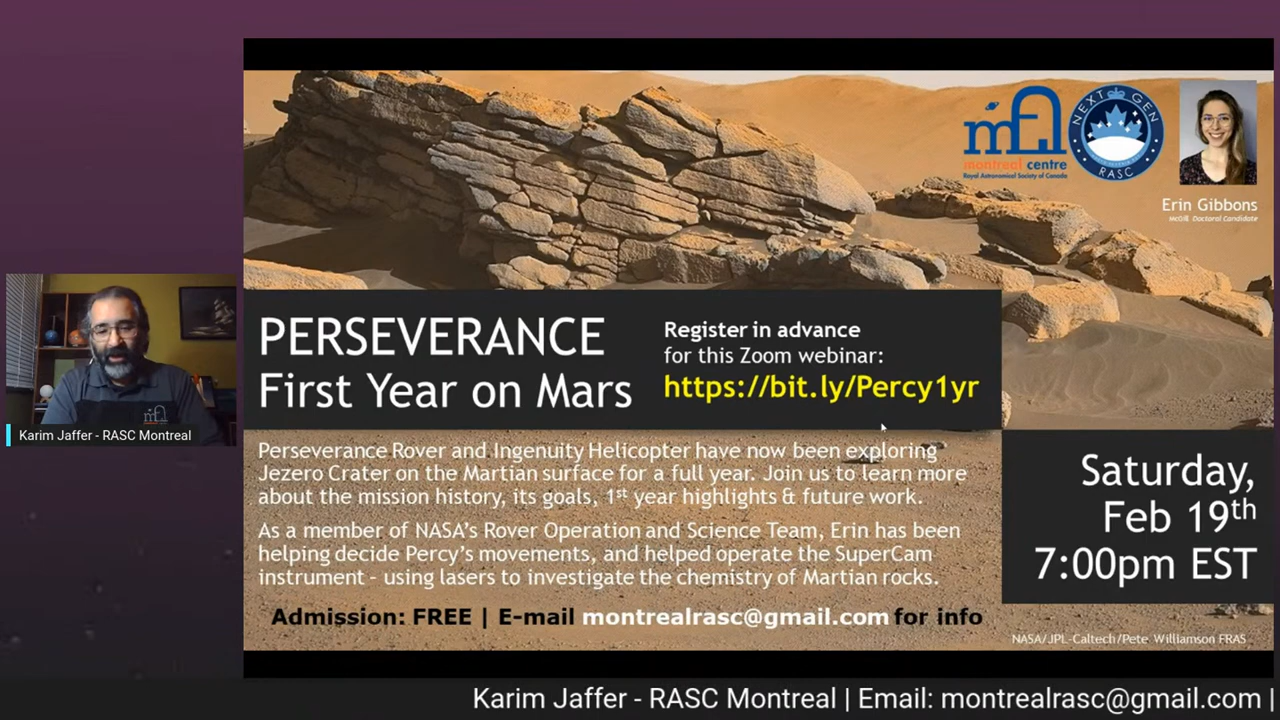 mfl
montreal centre
Royal Astronomical Society of Canada
NEXT GEN
RASC
Erin Gibbons
McGill Doctoral Candidate
PERSEVERANCE
First Year on Mars
Register in advance
for this Zoom webinar:
https://bit.ly/Percy1yr
Karim Jaffer - RASC Montreal
Perseverance Rover and Ingenuity Helicopter have now been exploring
Jezero Crater on the Martian surface for a full year. Join us to learn more
about the mission history, its goals, 1st year highlights & future work.
As a member of NASA's Rover Operation and Science Team, Erin has been
helping decide Percy's movements, and helped operate the SuperCam
instrument - using lasers to investigate the chemistry of Martian rocks.
Admission: FREE | E-mail montrealrasc@gmail.com for info
Saturday,
Feb 19th
7:00pm EST
NASA/JPL-Caltech/Pete Williamson FRAS
Karim Jaffer - RASC Montreal | Email: montrealrasc@gmail.com |